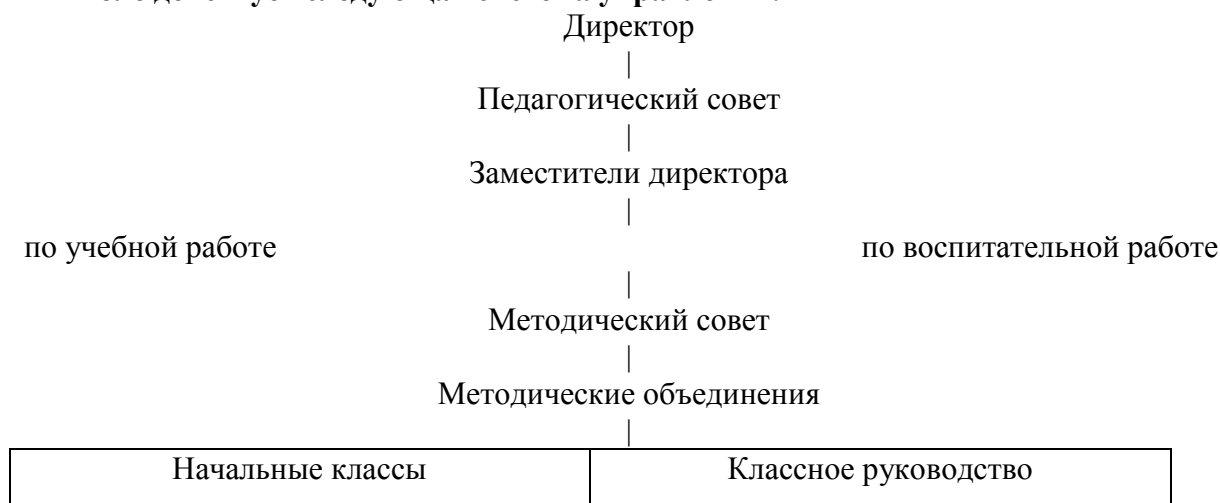 Директор
|
Педагогический совет
|
Заместители директора
|
по учебной работе по воспитательной работе
|
Методический совет
|
Методические объединения
|
Начальные классы Классное руководство